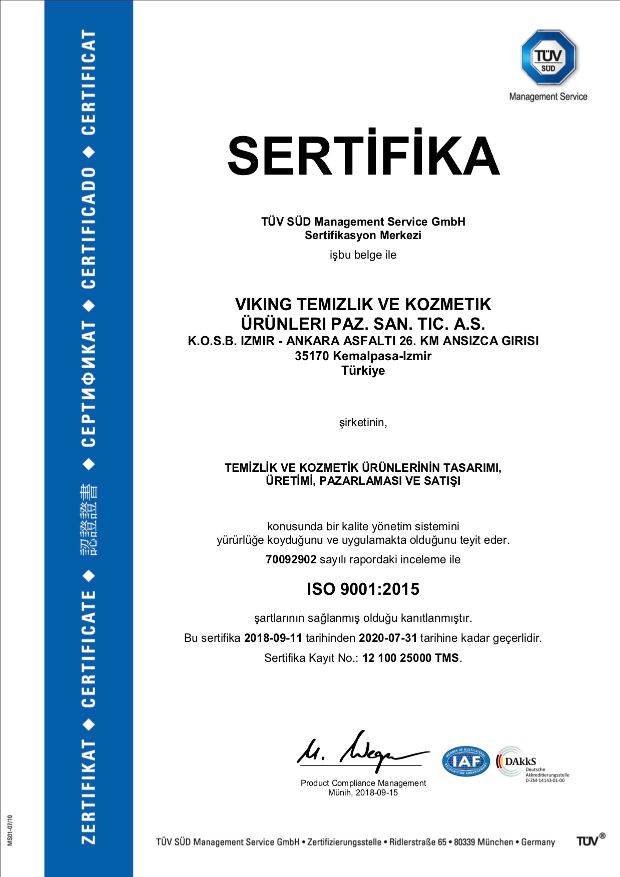 TÜV
SÜD
Management Service
SERTİFİKA
TÜV SÜD Management Service GmbH
Sertifikasyon Merkezi
işbu belge ile
VIKING TEMIZLIK VE KOZMETIK
ÜRÜNLERI PAZ. SAN. TIC. A.S.
K.O.S.B. IZMIR - ANKARA ASFALTI 26. KM ANSIZCA GIRISI
35170 Kemalpasa-Izmir
Türkiye
şirketinin,
TEMİZLİK VE KOZMETİK ÜRÜNLERİNİN TASARIMI,
ÜRETİMİ, PAZARLAMASI VE SATIŞI
konusunda bir kalite yönetim sistemini
yürürlüğe koyduğunu ve uygulamakta olduğunu teyit eder.
70092902 sayılı rapordaki inceleme ile
ISO 9001:2015
şartlarının sağlanmış olduğu kanıtlanmıştır.
Bu sertifika 2018-09-11 tarihinden 2020-07-31 tarihine kadar geçerlidir.
Sertifika Kayıt No.: 12 100 25000 TMS.
Product Compliance Management
Münih, 2018-09-15
IAF
DAkkS
Deutsche
Akkreditierungsstelle
D-ZM-14143-01-00
TÜV SÜD Management Service GmbH • Zertifizierungsstelle • Ridlerstraße 65 • 80339 München • Germany
TÜV®
ZERTIFIKAT ◆ CERTIFICATE ◆ 認證證書 ◆ СЕРТИФИКАТ ◆ CERTIFICADO ◆ CERTIFICAT
MS01-07/10